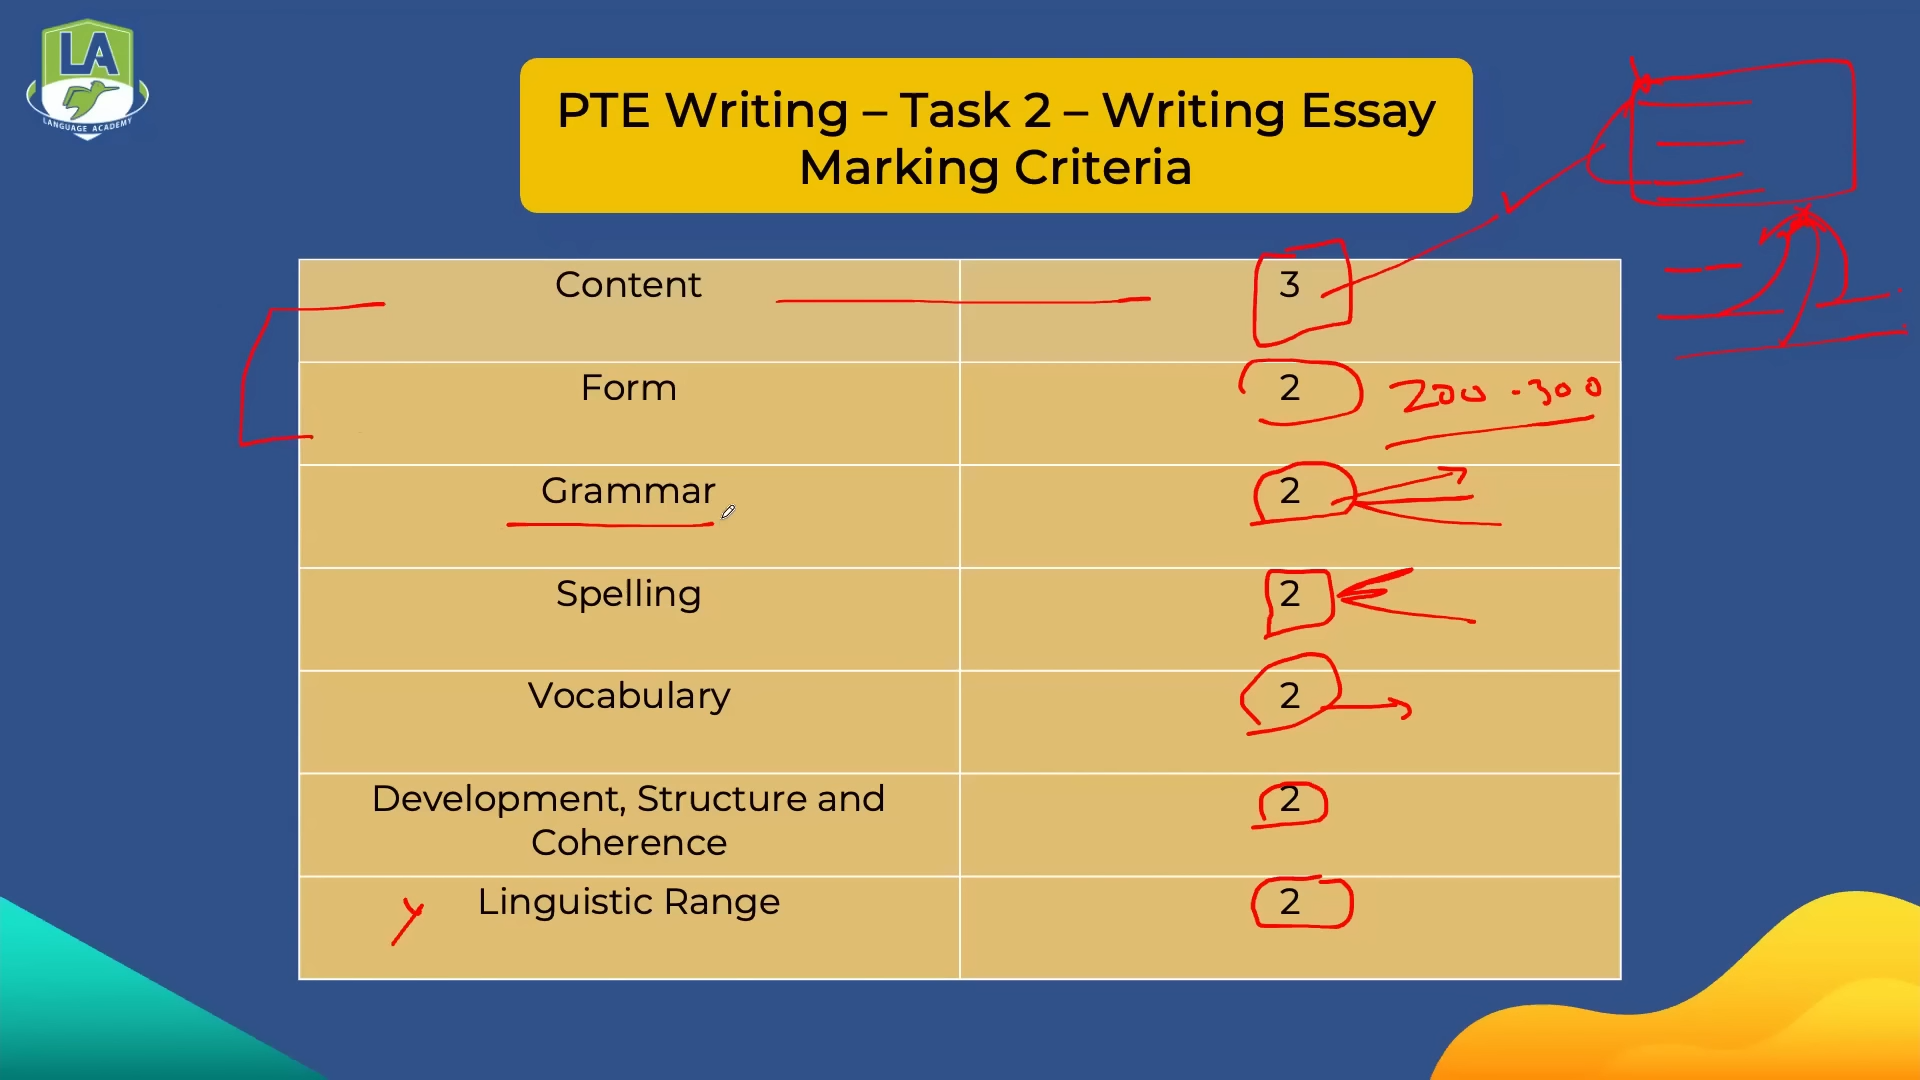 LA
LANGUAGE ACADEMY
PTE Writing – Task 2 – Writing Essay
Marking Criteria
Content 3
Form 2 200 - 300
Grammar 2
Spelling 2
Vocabulary 2
Development, Structure and
Coherence 2
Linguistic Range 2